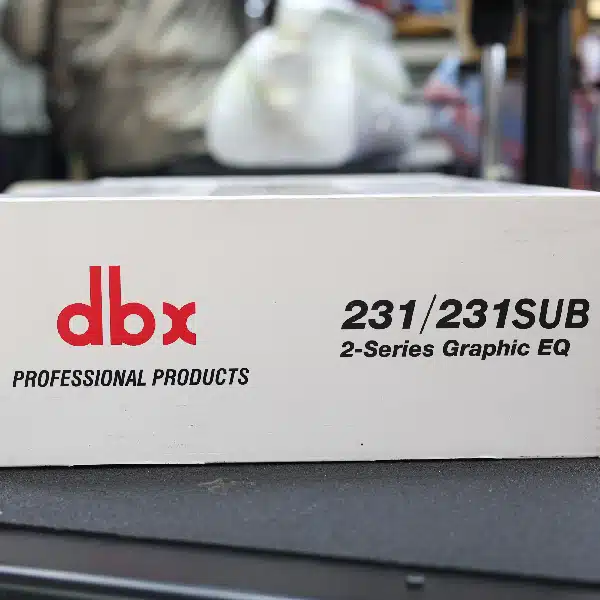 dbx
PROFESSIONAL PRODUCTS
231/231SUB
2-Series Graphic EQ